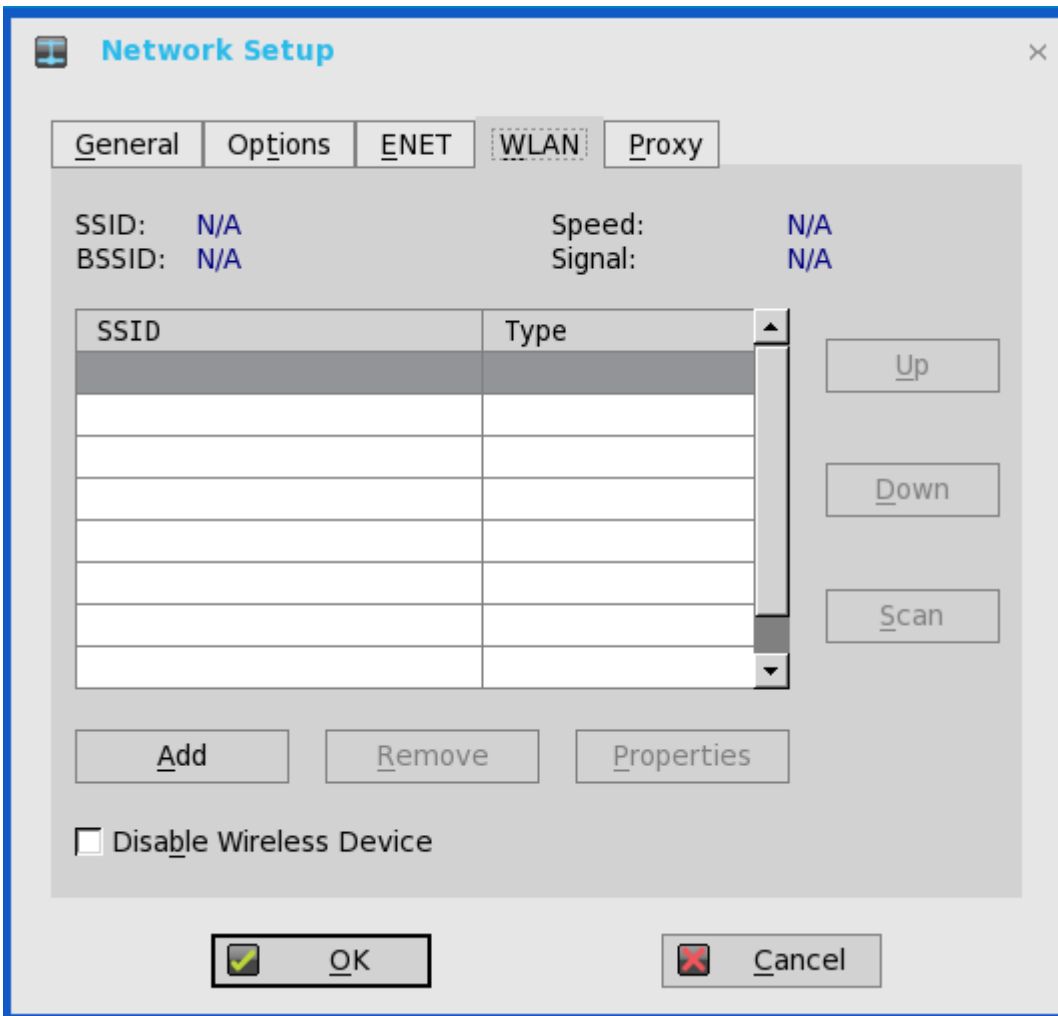 Network Setup
General Options ENET WLAN Proxy
SSID: N/A Speed: N/A
BSSID: N/A Signal: N/A
SSID Type
Up
Down
Scan
Add Remove Properties
Disable Wireless Device
OK Cancel